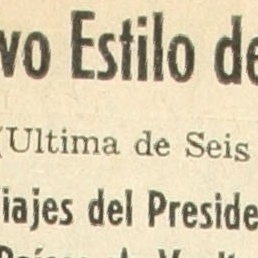 vo Estilo de
(Ultima de Seis
iajes del Preside